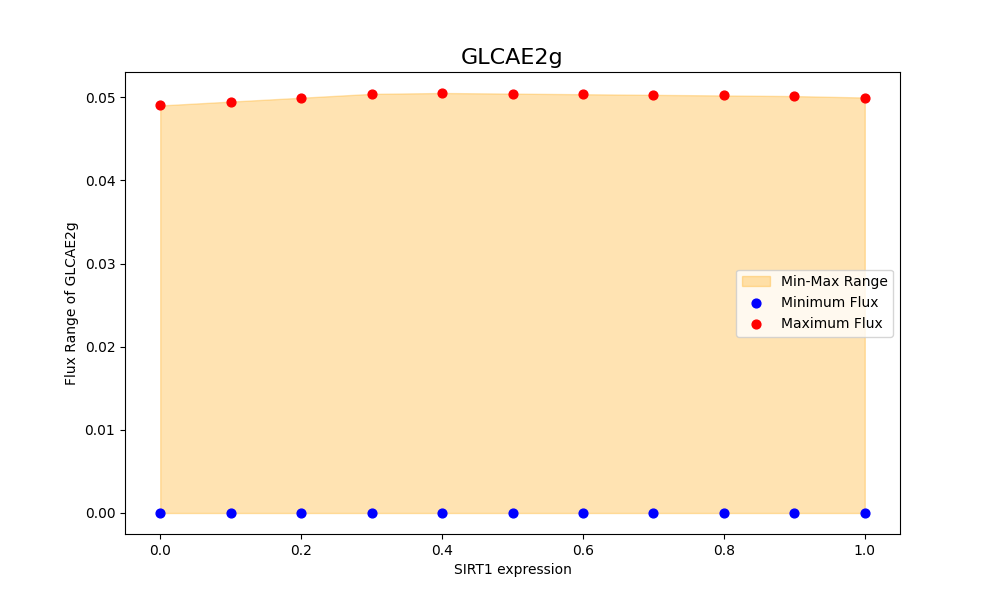 GLCAE2g
0.05
0.04
0.03
0.02
0.01
0.00
Flux Range of GLCAE2g
Min-Max Range
Minimum Flux
Maximum Flux
0.0 0.2 0.4 0.6 0.8 1.0
SIRT1 expression